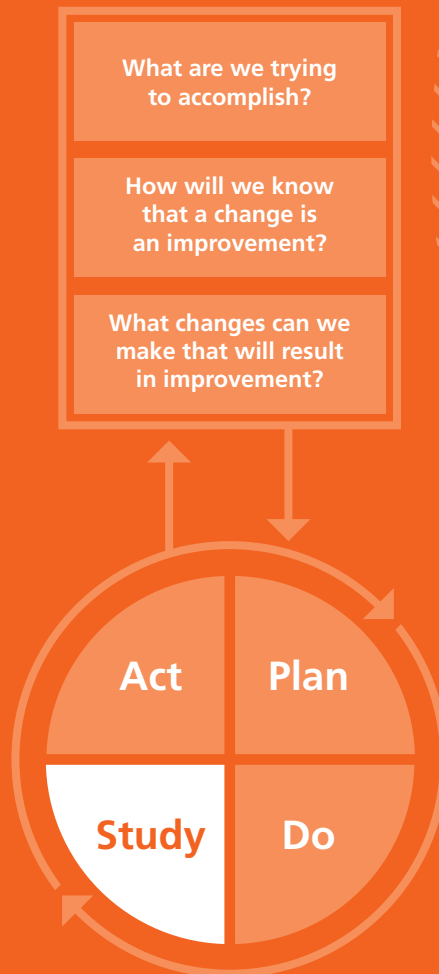 What are we trying
to accomplish?
How will we know
that a change is
an improvement?
What changes can we
make that will result
in improvement?
Act
Plan
Study
Do